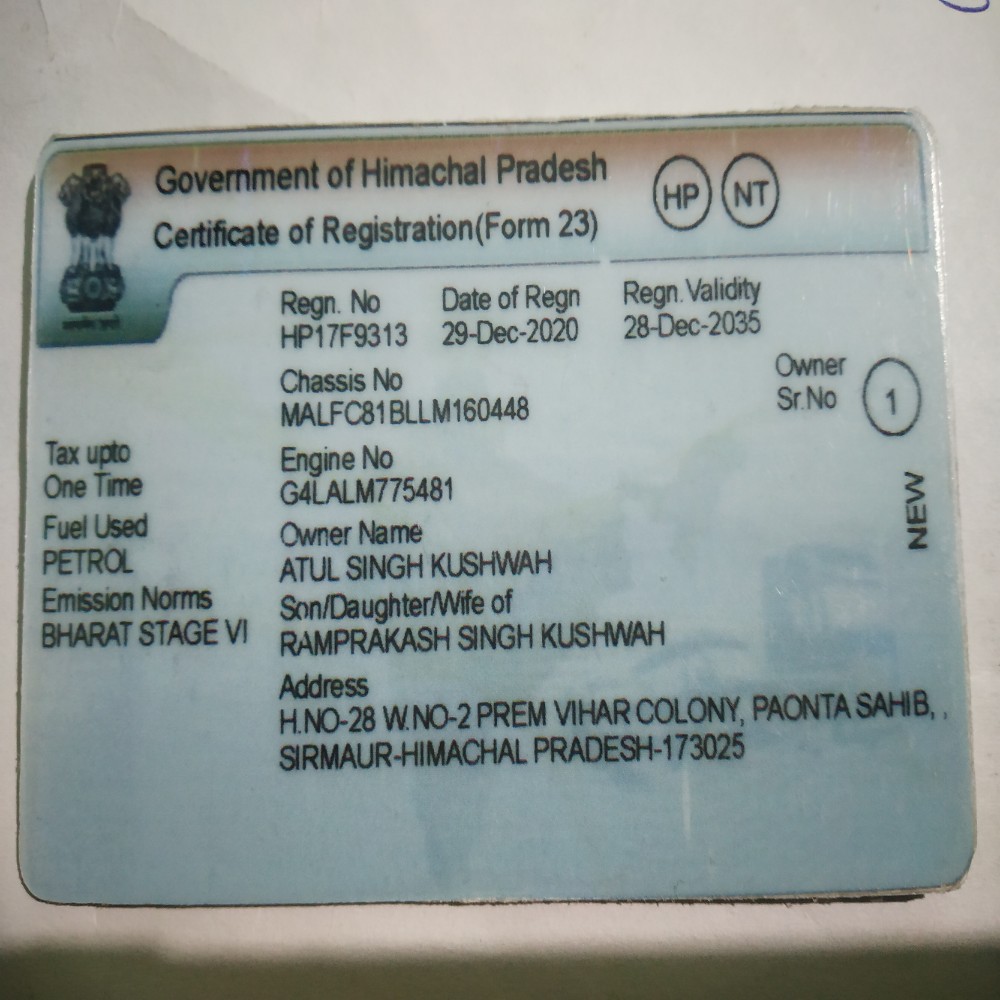 Government of Himachal Pradesh
HP NT
Certificate of Registration(Form 23)
Regn. No Date of Regn Regn.Validity
HP17F9313 29-Dec-2020 28-Dec-2035
Chassis No
MALFC81BLLM160448
Owner
Sr.No 1
Tax upto
One Time
Engine No
G4LALM775481
NEW
Fuel Used
PETROL
Owner Name
ATUL SINGH KUSHWAH
Emission Norms
BHARAT STAGE VI
Son/Daughter/Wife of
RAMPRAKASH SINGH KUSHWAH
Address
H.NO-28 W.NO-2 PREM VIHAR COLONY, PAONTA SAHIB, ,
SIRMAUR-HIMACHAL PRADESH-173025